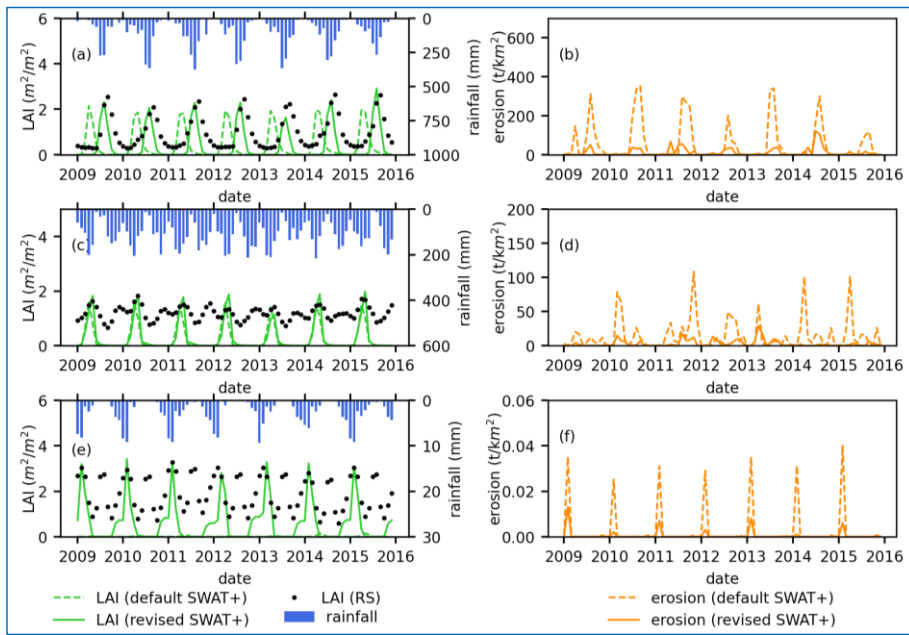 (a)
LAI (m²/m²)
6
4
2
0
0
250
500
750
1000
rainfall (mm)
2009 2010 2011 2012 2013 2014 2015 2016
date
(b)
erosion (t/km²)
600
400
200
0
2009 2010 2011 2012 2013 2014 2015 2016
date
(c)
LAI (m²/m²)
4
2
0
0
200
400
600
rainfall (mm)
2009 2010 2011 2012 2013 2014 2015 2016
date
(d)
erosion (t/km²)
200
150
100
50
0
2009 2010 2011 2012 2013 2014 2015 2016
date
(e)
LAI (m²/m²)
6
4
2
0
0
10
20
30
rainfall (mm)
2009 2010 2011 2012 2013 2014 2015 2016
date
(f)
erosion (t/km²)
0.06
0.04
0.02
0.00
2009 2010 2011 2012 2013 2014 2015 2016
date
LAI (default SWAT+)
LAI (revised SWAT+)
LAI (RS)
rainfall
erosion (default SWAT+)
erosion (revised SWAT+)